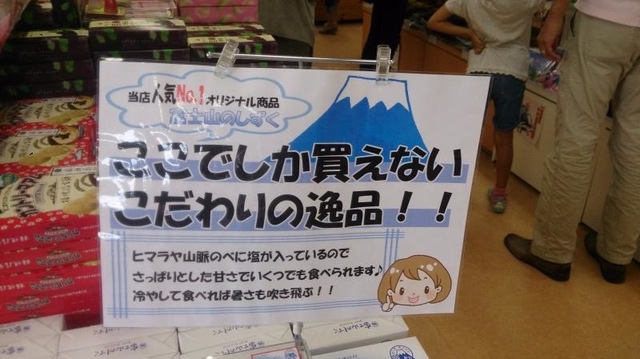 当店人気No.1オリジナル商品
富士山のしずく
ここでしか買えない
こだわりの逸品！！
ヒマラヤ山脈のべに塩が入っているので
さっぱりとした甘さでいくつでも食べられます♪
冷やして食べれば暑さも吹き飛ぶ！！